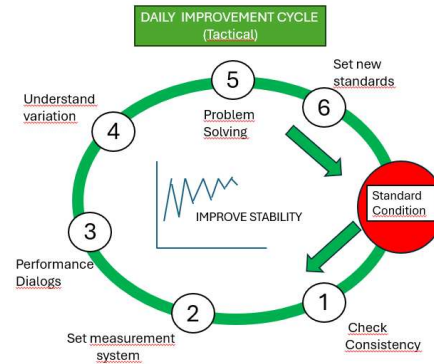 DAILY IMPROVEMENT CYCLE
(Tactical)
5
Problem
Solving
Set new
standards
6
Understand
variation
4
Standard
Condition
IMPROVE STABILITY
3
Performance
Dialogs
2
Set measurement
system
1
Check
Consistency